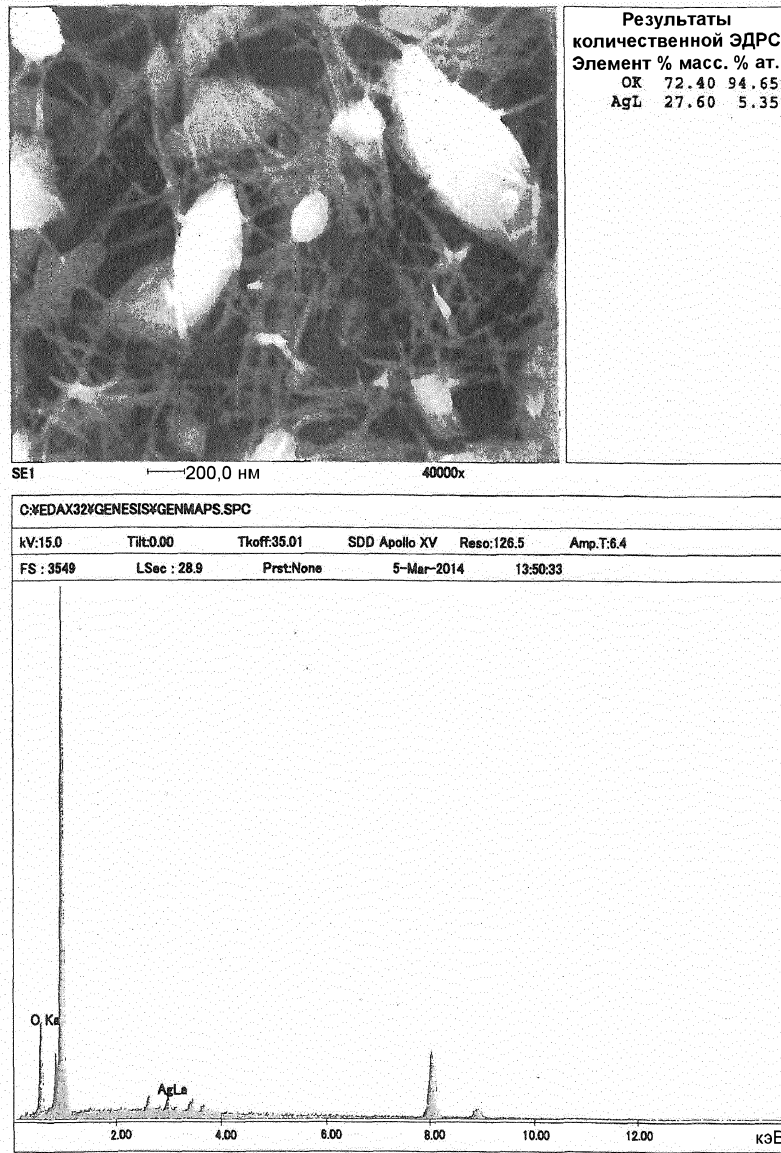 Результаты
количественной ЭДРС
Элемент % масс. % ат.
OK 72.40 94.65
AgL 27.60 5.35
SE1 200,0 нм 40000x
C:¥EDAX32¥GENESIS¥GENMAPS.SPC
kV:15.0 Tilt:0.00 Tkoff:35.01 SDD Apollo XV Reso:126.5 Amp.T:6.4
FS : 3549 LSec : 28.9 Prst:None 5-Mar-2014 13:50:33
O Ka
AgLa
2.00 4.00 6.00 8.00 10.00 12.00 кэВ